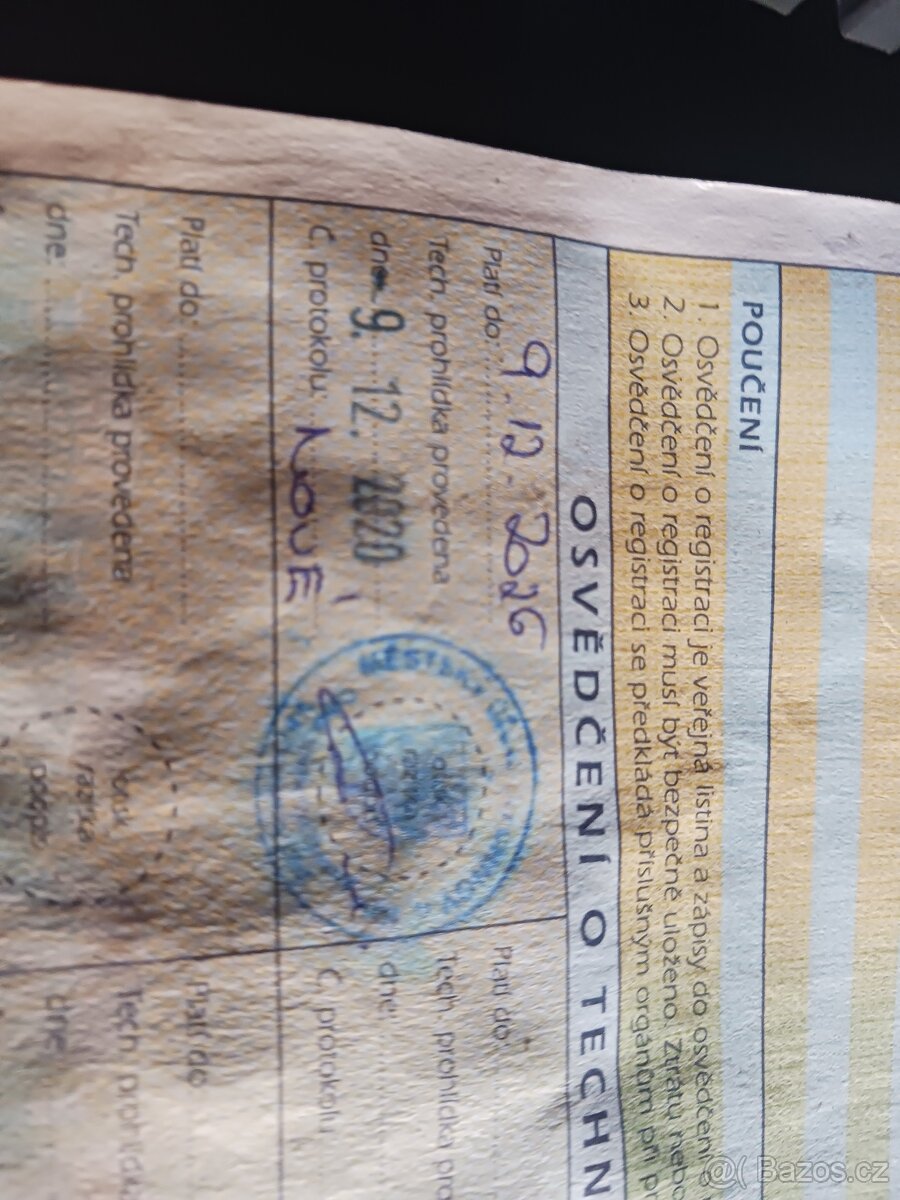 POUČENÍ
1 Osvědčení o registraci je veřejná listina a zápisy do osvědčení
2. Osvědčení o registraci musí být bezpečně uloženo. Ztrátu nebo
3. Osvědčení o registraci se předkládá příslušným orgánům při p
OSVĚDČENÍ O TECHN
Platí do: 9.12.2026
Tech. prohlídka provedena
dne: -9. 12. 2020
Č. protokolu: NOVÉ
MĚSTSKÝ
Platí do:
Tech. prohlídka pro
dne:
Č. protokolu
Platí do:
Tech. prohlídka provedena
dne:
razítka
Platí do
Tech. prohlídka
dne
@( Bazos.cz